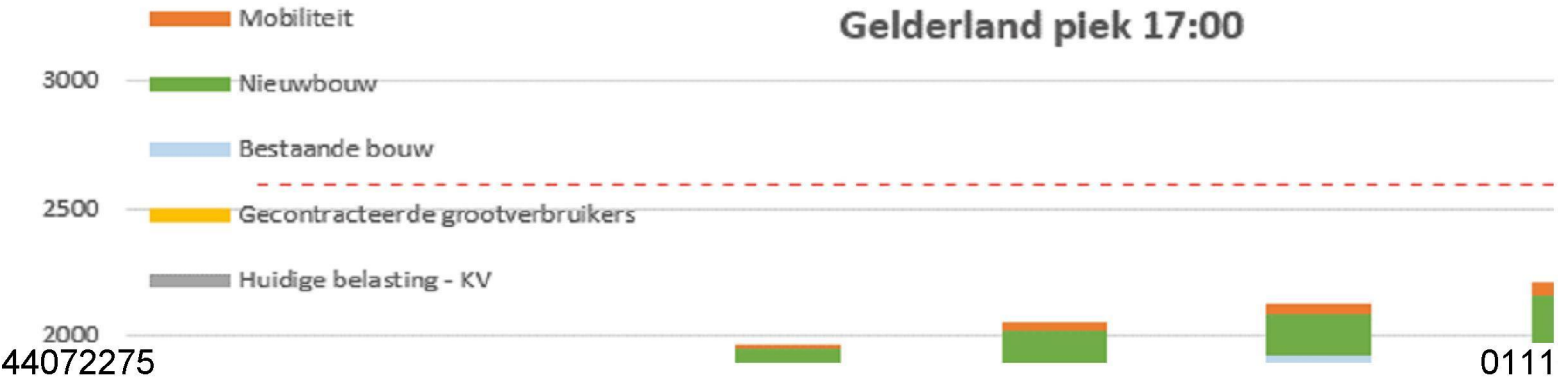 Mobiliteit
Gelderland piek 17:00
3000
Nieuwbouw
Bestaande bouw
2500
Gecontracteerde grootverbruikers
Huidige belasting - KV
2000
44072275
0111